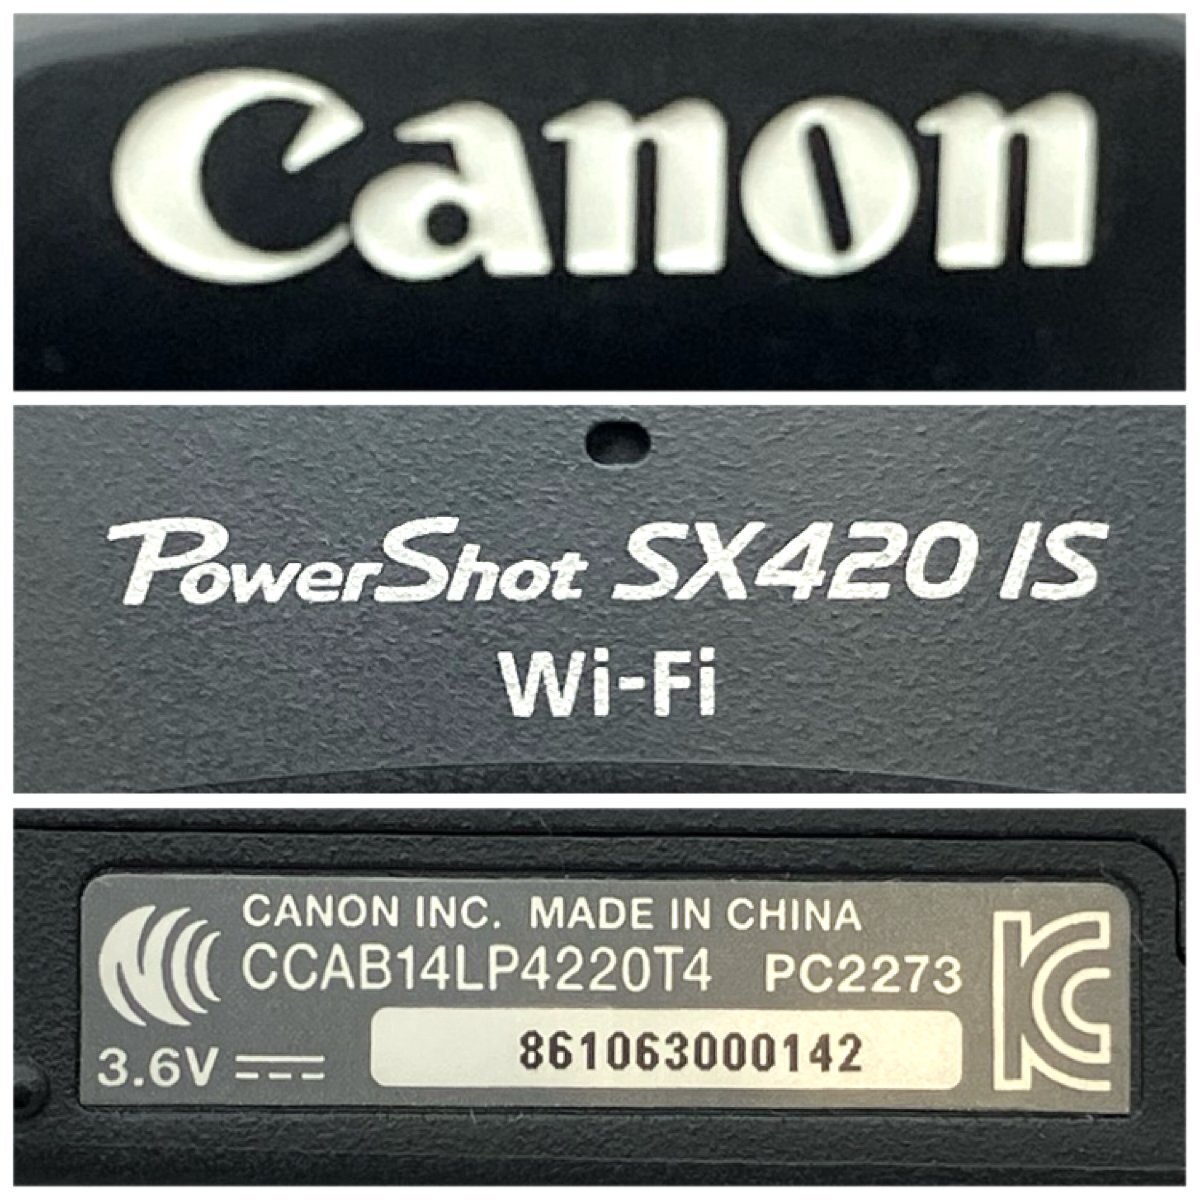 Canon
PowerShot SX420 IS
Wi-Fi
CANON INC. MADE IN CHINA
CCAB14LP4220T4 PC2273
3.6V
861063000142